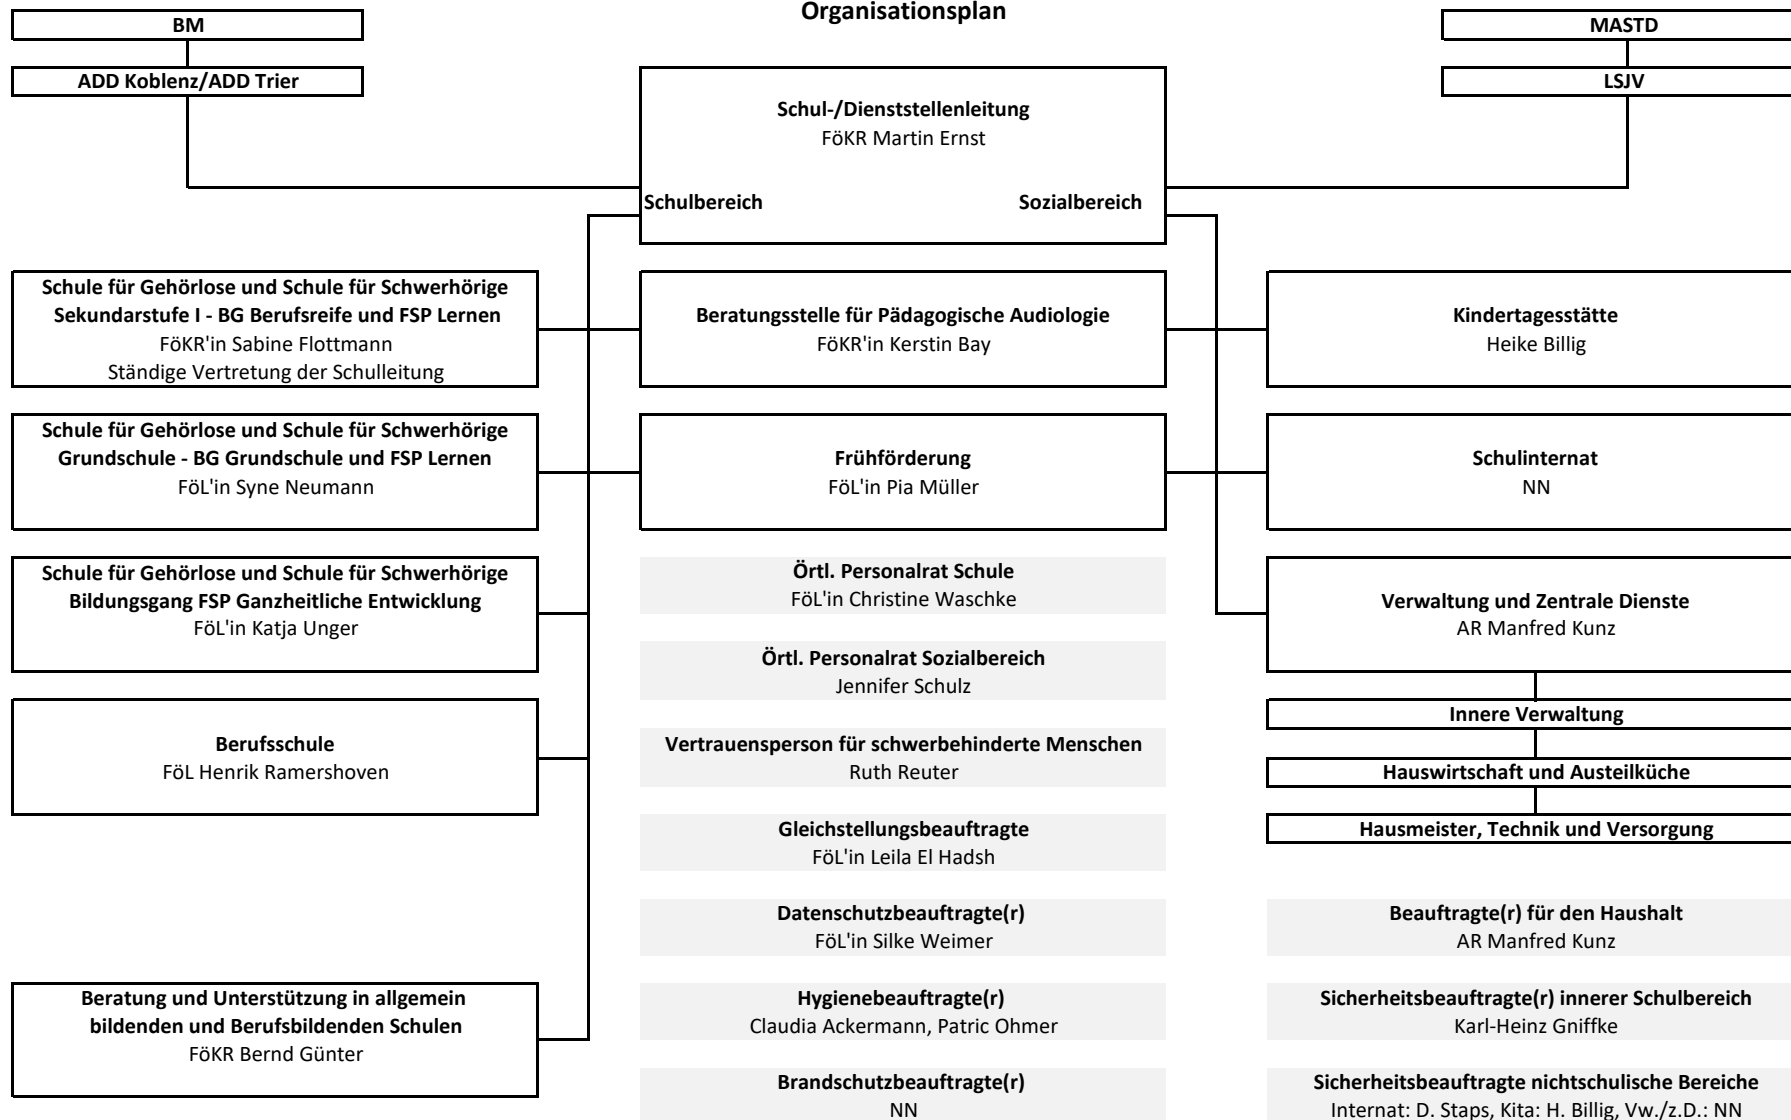 Organisationsplan
BM
MASTD
ADD Koblenz/ADD Trier
LSJV
Schul-/Dienststellenleitung
FöKR Martin Ernst
Schulbereich
Sozialbereich
Schule für Gehörlose und Schule für Schwerhörige
Sekundarstufe I - BG Berufsreife und FSP Lernen
FöKR'in Sabine Flottmann
Ständige Vertretung der Schulleitung
Beratungsstelle für Pädagogische Audiologie
FöKR'in Kerstin Bay
Kindertagesstätte
Heike Billig
Schule für Gehörlose und Schule für Schwerhörige
Grundschule - BG Grundschule und FSP Lernen
FöL'in Syne Neumann
Frühförderung
FöL'in Pia Müller
Schulinternat
NN
Schule für Gehörlose und Schule für Schwerhörige
Bildungsgang FSP Ganzheitliche Entwicklung
FöL'in Katja Unger
Örtl. Personalrat Schule
FöL'in Christine Waschke
Verwaltung und Zentrale Dienste
AR Manfred Kunz
Örtl. Personalrat Sozialbereich
Jennifer Schulz
Innere Verwaltung
Berufsschule
FöL Henrik Ramershoven
Vertrauensperson für schwerbehinderte Menschen
Ruth Reuter
Hauswirtschaft und Austeilküche
Gleichstellungsbeauftragte
FöL'in Leila El Hadsh
Hausmeister, Technik und Versorgung
Datenschutzbeauftragte(r)
FöL'in Silke Weimer
Beauftragte(r) für den Haushalt
AR Manfred Kunz
Beratung und Unterstützung in allgemein
bildenden und Berufsbildenden Schulen
FöKR Bernd Günter
Hygienebeauftragte(r)
Claudia Ackermann, Patric Ohmer
Sicherheitsbeauftragte(r) innerer Schulbereich
Karl-Heinz Gniffke
Brandschutzbeauftragte(r)
NN
Sicherheitsbeauftragte nichtschulische Bereiche
Internat: D. Staps, Kita: H. Billig, Vw./z.D.: NN